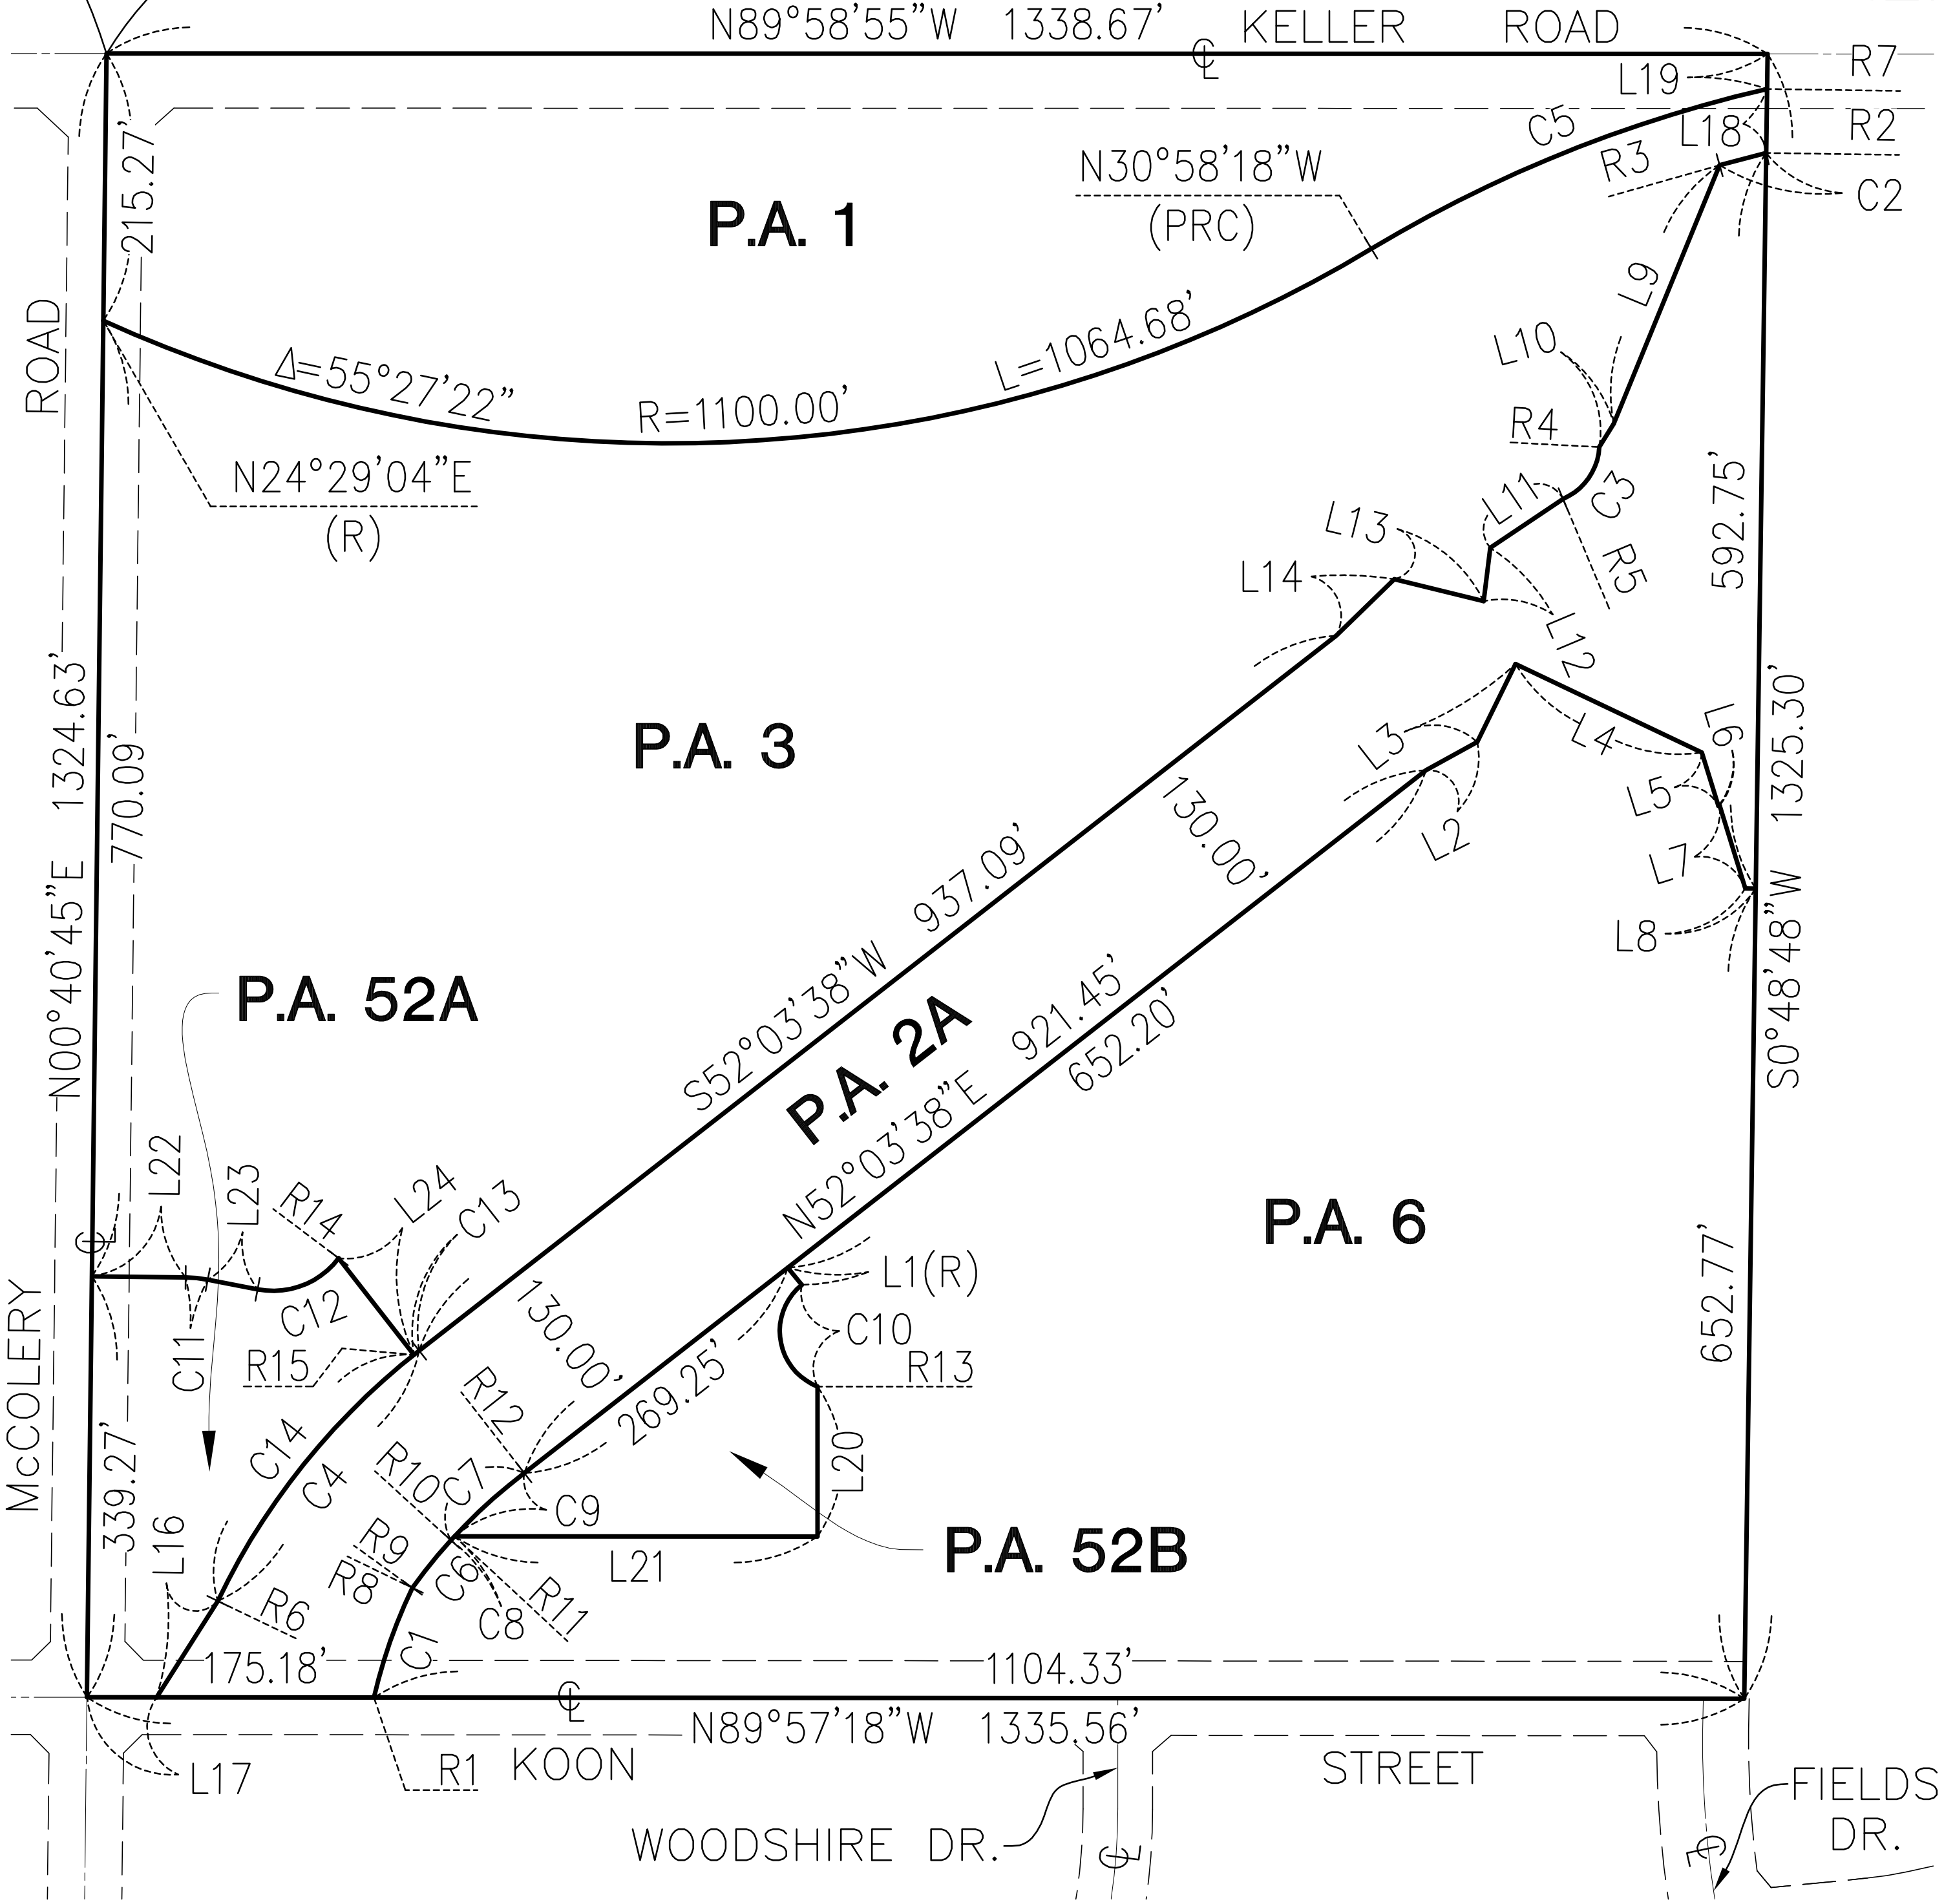 N89°58'55"W 1338.67' KELLER ROAD
℄
R7
L19
R2
L18
C5
R3
C2
N30°58'18"W
(PRC)
215.27'
P.A. 1
L9
ROAD
L10
R4
Δ=55°27'22"
R=1100.00'
L=1064.68'
N24°29'04"E
(R)
L11
C3
R5
L13
L14
L12
592.75'
P.A. 3
L3
L4
L6
L5
L2
L7
L8
N00°40'45"E 1324.63'
770.09'
S0°48'48"W 1325.30'
130.00'
S52°03'38"W 937.09'
P.A. 52A
P.A. 2A
N52°03'38"E 921.45'
652.20'
P.A. 6
℄
L22
L23
R14
L24
C13
C12
C11
R15
L1(R)
C10
R13
130.00'
269.25'
R12
652.77'
McCOLERY
339.27'
C14
C4
R10
C7
C9
L20
L16
R9
R8
C6
L21
P.A. 52B
R6
C8
R11
C1
175.18'
1104.33'
℄
N89°57'18"W 1335.56'
L17
R1
KOON STREET
FIELDS
DR.
WOODSHIRE DR.
℄
℄